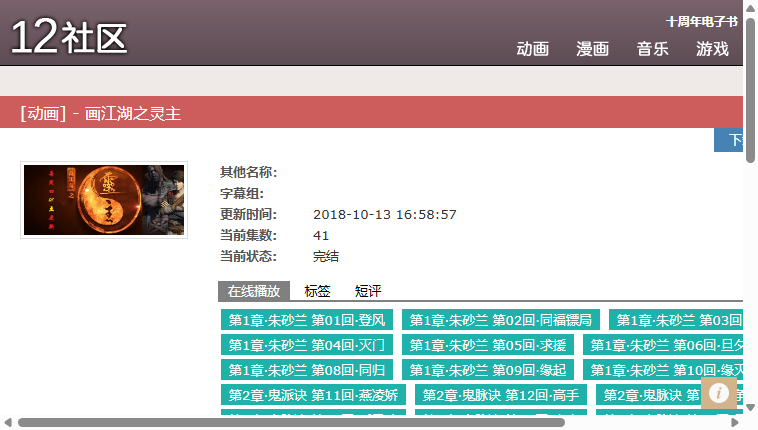 12社区
十周年电子书
动画 漫画 音乐 游戏
[动画] - 画江湖之灵主
其他名称:
字幕组:
更新时间: 2018-10-13 16:58:57
当前集数: 41
当前状态: 完结
在线播放 标签 短评
第1章·朱砂兰 第01回·登风 第1章·朱砂兰 第02回·同福镖局 第1章·朱砂兰 第03回
第1章·朱砂兰 第04回·灭门 第1章·朱砂兰 第05回·求援 第1章·朱砂兰 第06回·旦夕
第1章·朱砂兰 第08回·同归 第1章·朱砂兰 第09回·缘起 第1章·朱砂兰 第10回·缘灭
第2章·鬼派诀 第11回·燕凌娇 第2章·鬼脉诀 第12回·高手 第2章·鬼脉诀